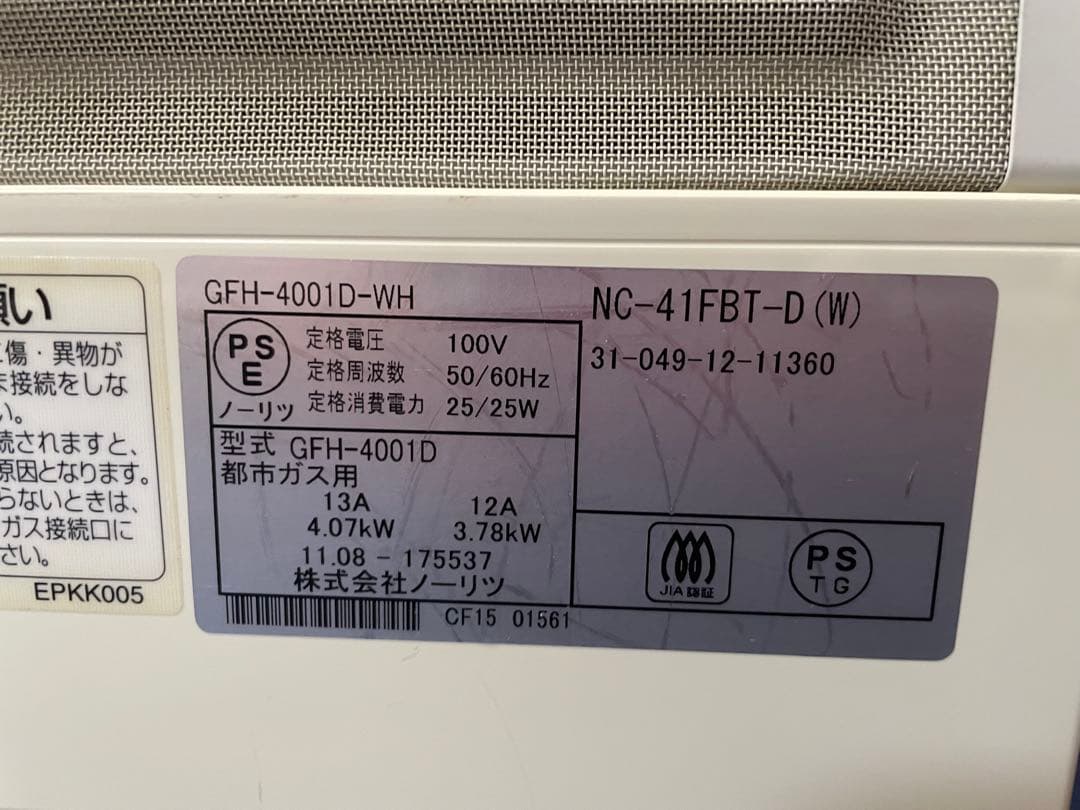 願い
傷・異物が
ま接続をしな
い。
続されますと、
原因となります。
らないときは、
ガス接続口に
さい。
EPKK005
GFH-4001D-WH
PS
E
ノーリツ
定格電圧 100V
定格周波数 50/60Hz
定格消費電力 25/25W
型式 GFH-4001D
都市ガス用
13A 12A
4.07kW 3.78kW
11.08 - 175537
株式会社ノーリツ
CF15 01561
NC-41FBT-D(W)
31-049-12-11360
JIA 認証
PS
TG